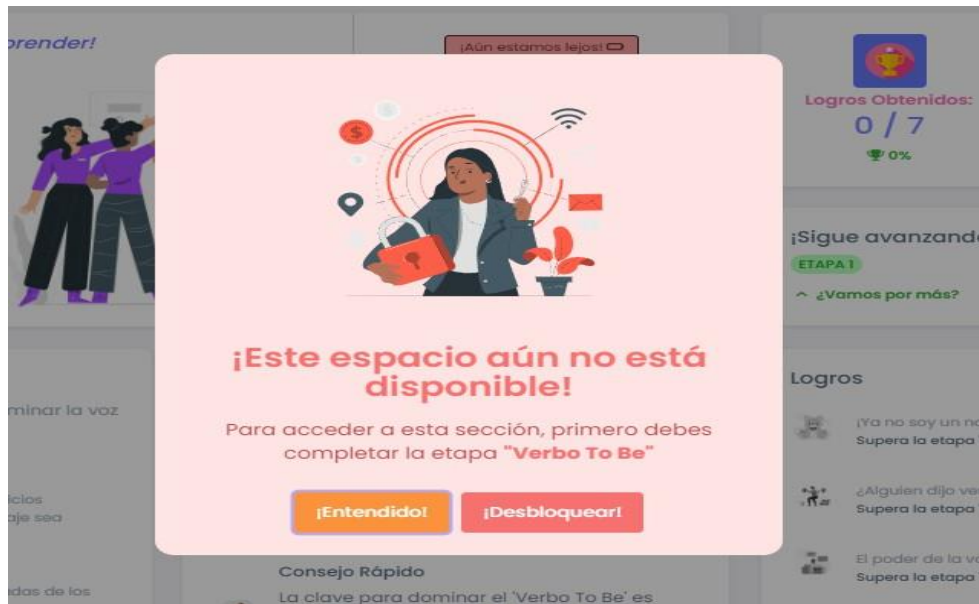 prender!
¡Aún estamos lejos!
Logros Obtenidos:
0 / 7
0%
¡Sigue avanzando
ETAPA 1
¿Vamos por más?
¡Este espacio aún no está
disponible!
Para acceder a esta sección, primero debes
completar la etapa "Verbo To Be"
¡Entendido!
¡Desbloquear!
minar la voz
icios
aje sea
adas de los
Consejo Rápido
La clave para dominar el 'Verbo To Be' es
Logros
¡Ya no soy un no
Supera la etapa
¿Alguien dijo ve
Supera la etapa
El poder de la vo
Supera la etapa